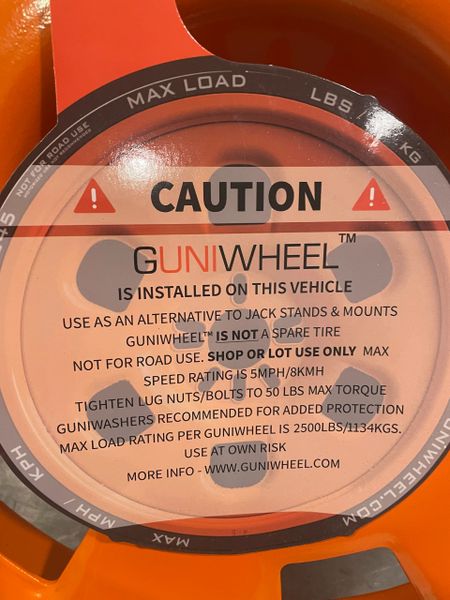 MAX LOAD
LBS / KG
NOT FOR ROAD USE
CAUTION
GUNIWHEEL™
IS INSTALLED ON THIS VEHICLE
USE AS AN ALTERNATIVE TO JACK STANDS & MOUNTS
GUNIWHEEL™ IS NOT A SPARE TIRE
NOT FOR ROAD USE. SHOP OR LOT USE ONLY MAX
SPEED RATING IS 5MPH/8KMH
TIGHTEN LUG NUTS/BOLTS TO 50 LBS MAX TORQUE
GUNIWASHERS RECOMMENDED FOR ADDED PROTECTION
MAX LOAD RATING PER GUNIWHEEL IS 2500LBS/1134KGS.
USE AT OWN RISK
MORE INFO - WWW.GUNIWHEEL.COM
GUNIWHEEL.COM
MAX
MPH / KPH